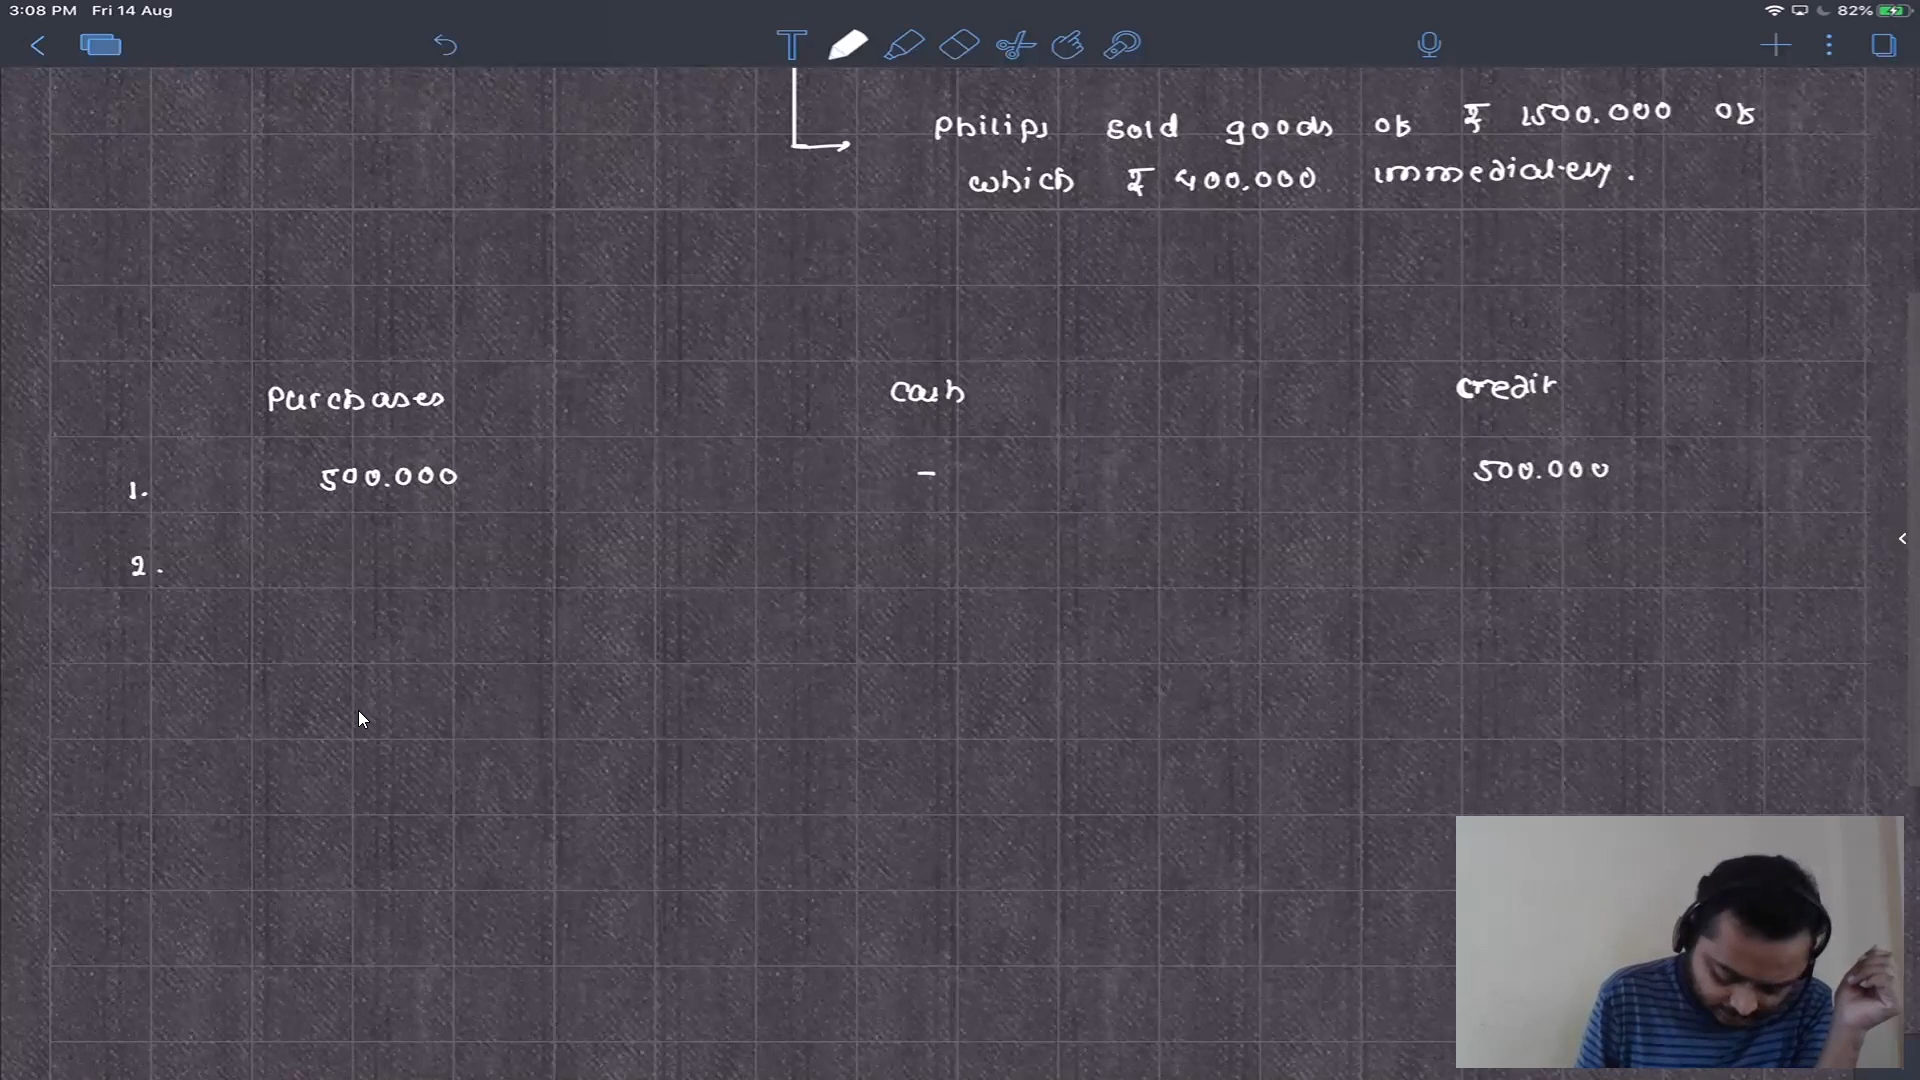 3:08 PM Fri 14 Aug 82%
T
Philips sold goods of ₹ 1500.000 of
which ₹ 400.000 immediately.
Purchases Cash Credit
1. 500.000 - 500.000
2.